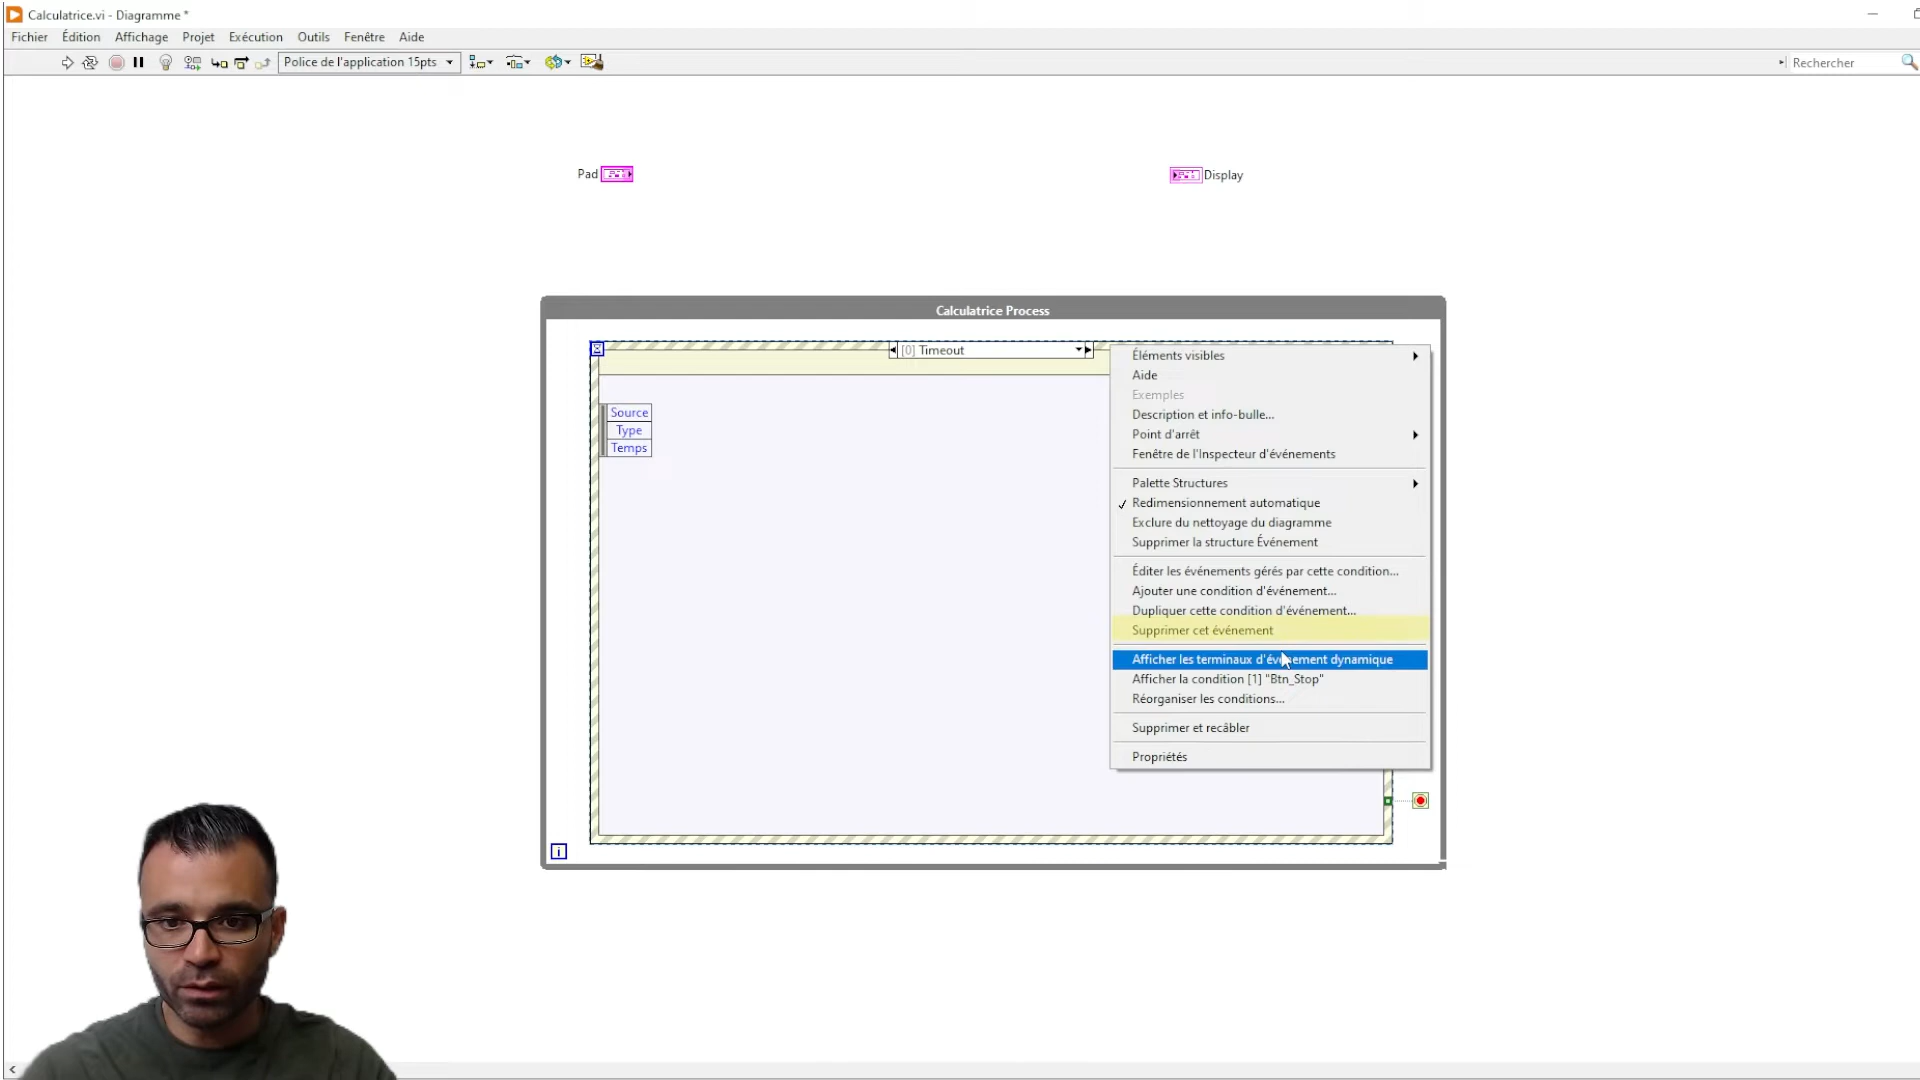 Calculatrice.vi - Diagramme *
Fichier Édition Affichage Projet Exécution Outils Fenêtre Aide
Police de l'application 15pts
Rechercher
Pad
Display
Calculatrice Process
[0] Timeout
Source
Type
Temps
Éléments visibles
Aide
Exemples
Description et info-bulle...
Point d'arrêt
Fenêtre de l'Inspecteur d'événements
Palette Structures
Redimensionnement automatique
Exclure du nettoyage du diagramme
Supprimer la structure Événement
Éditer les événements gérés par cette condition...
Ajouter une condition d'événement...
Dupliquer cette condition d'événement...
Supprimer cet événement
Afficher les terminaux d'événement dynamique
Afficher la condition [1] "Btn_Stop"
Réorganiser les conditions...
Supprimer et recâbler
Propriétés
i